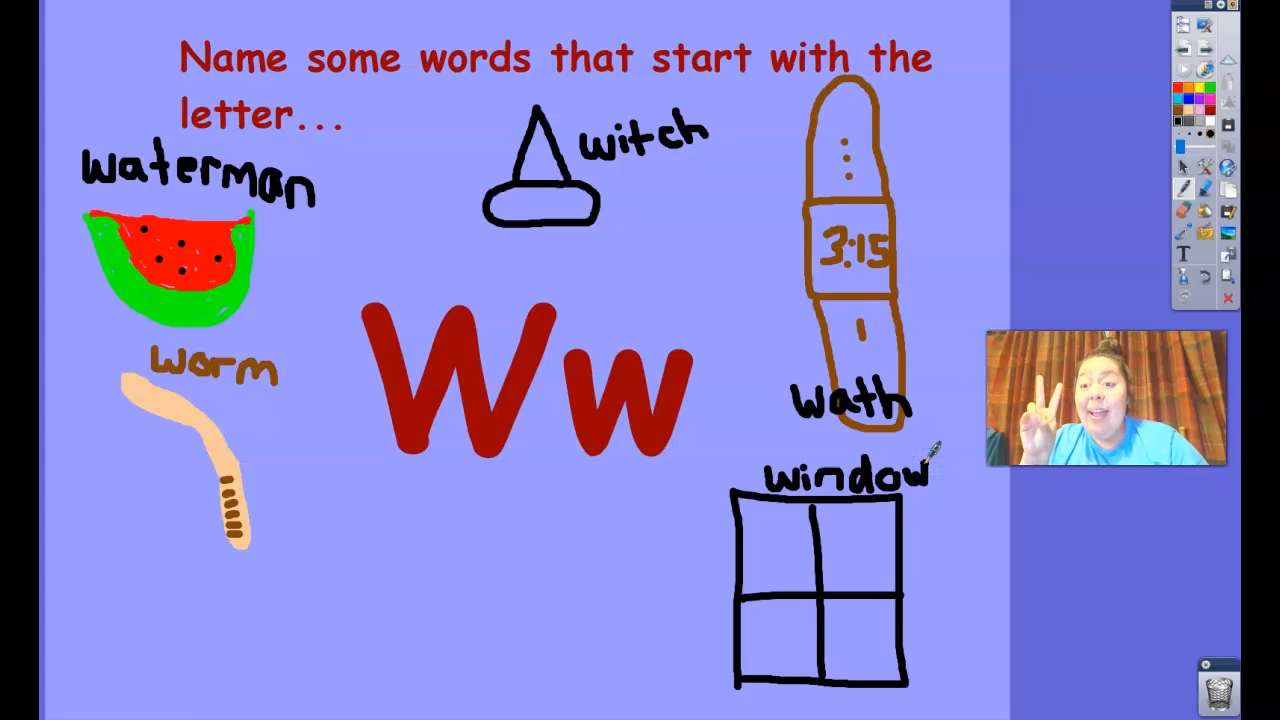 Name some words that start with the
letter...
waterman
witch
3:15
worm
Ww
wath
window
T